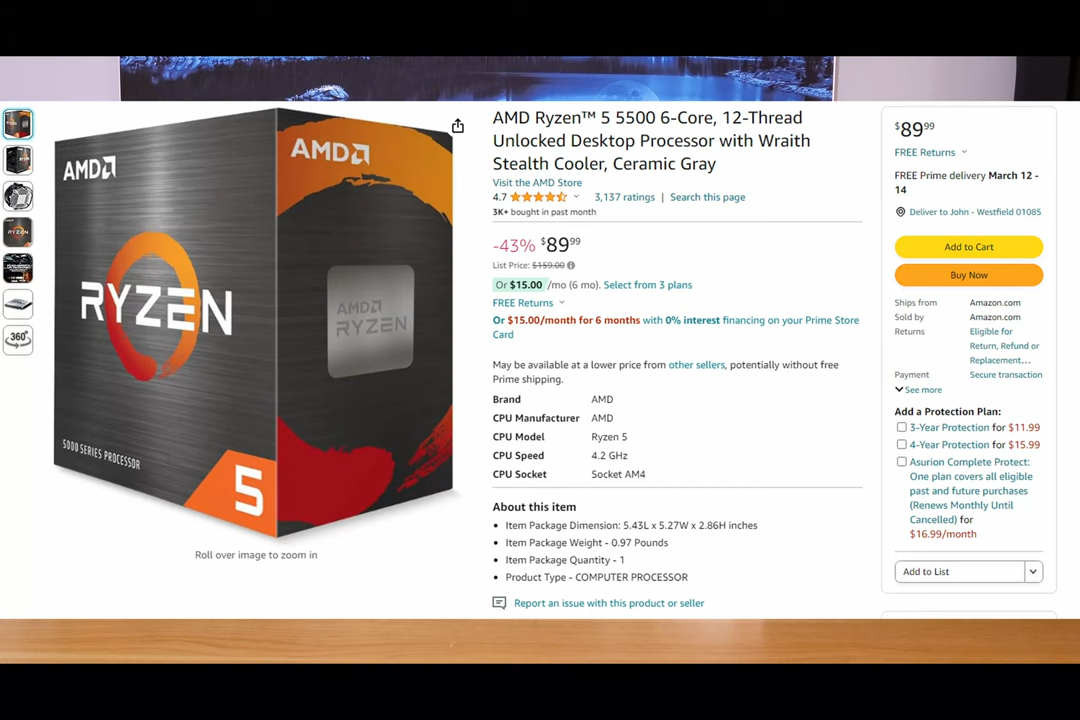 AMD
RYZEN
5000 SERIES PROCESSOR
5
AMD
AMD
RYZEN
360°
Roll over image to zoom in
AMD Ryzen™ 5 5500 6-Core, 12-Thread
Unlocked Desktop Processor with Wraith
Stealth Cooler, Ceramic Gray
Visit the AMD Store
4.7
3,137 ratings | Search this page
3K+ bought in past month
-43% $89⁹⁹
List Price: $159.00
Or $15.00 /mo (6 mo). Select from 3 plans
FREE Returns
Or $15.00/month for 6 months with 0% interest financing on your Prime Store
Card
May be available at a lower price from other sellers, potentially without free
Prime shipping.
Brand AMD
CPU Manufacturer AMD
CPU Model Ryzen 5
CPU Speed 4.2 GHz
CPU Socket Socket AM4
About this item
• Item Package Dimension: 5.43L x 5.27W x 2.86H inches
• Item Package Weight - 0.97 Pounds
• Item Package Quantity - 1
• Product Type - COMPUTER PROCESSOR
Report an issue with this product or seller
$89⁹⁹
FREE Returns
FREE Prime delivery March 12 -
14
Deliver to John - Westfield 01085
Add to Cart
Buy Now
Ships from Amazon.com
Sold by Amazon.com
Returns Eligible for
Return, Refund or
Replacement...
Payment Secure transaction
See more
Add a Protection Plan:
3-Year Protection for $11.99
4-Year Protection for $15.99
Asurion Complete Protect:
One plan covers all eligible
past and future purchases
(Renews Monthly Until
Cancelled) for
$16.99/month
Add to List